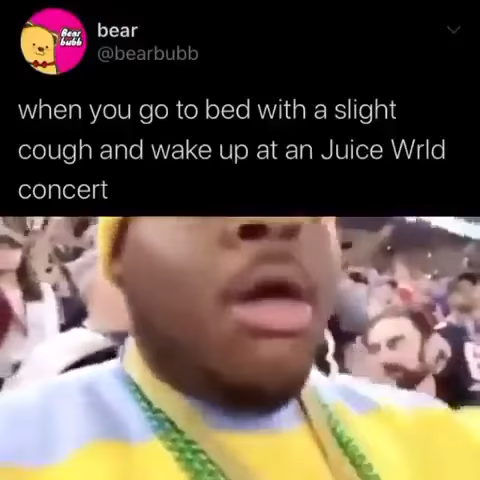 Bear
bubb
bear
@bearbubb
when you go to bed with a slight
cough and wake up at an Juice Wrld
concert